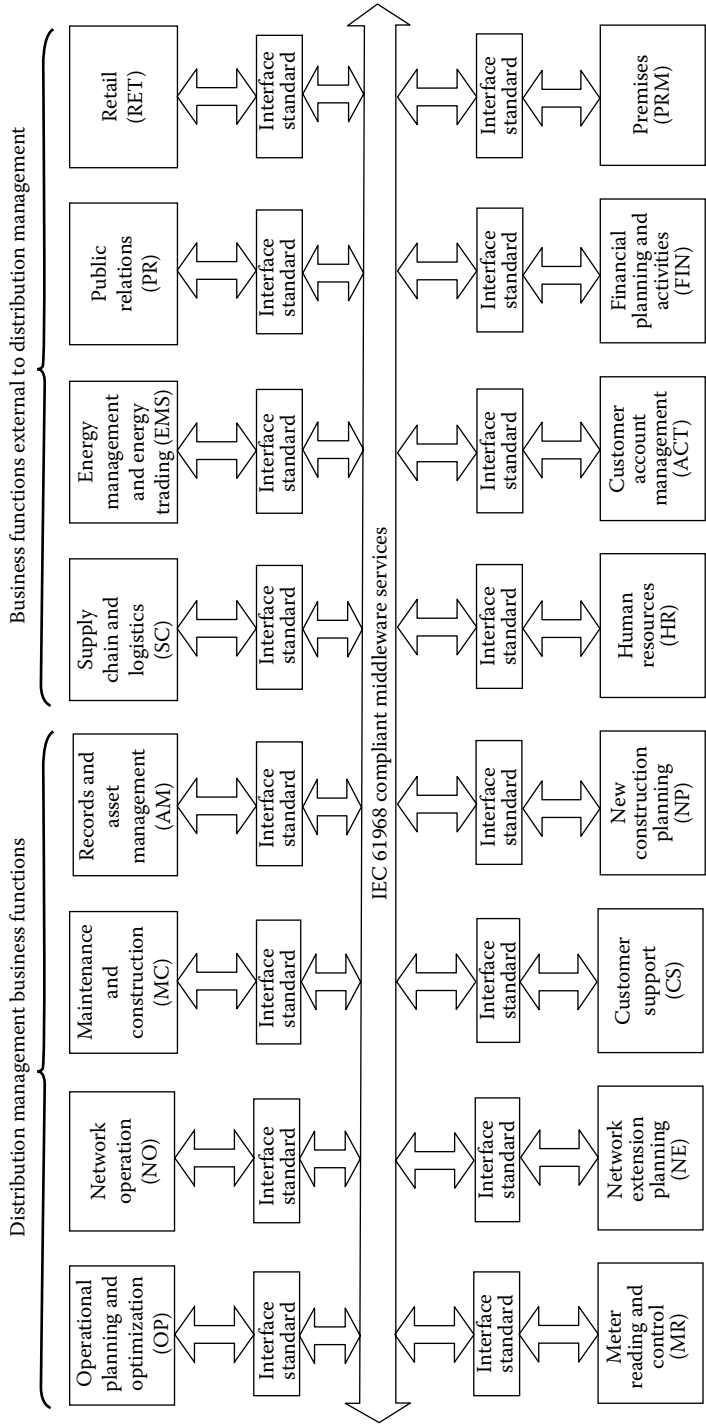 Distribution management business functions
Business functions external to distribution management
Operational
planning and
optimization
(OP)
Network
operation
(NO)
Maintenance
and
construction
(MC)
Records and
asset
management
(AM)
Supply
chain and
logistics
(SC)
Energy
management
and energy
trading (EMS)
Public
relations
(PR)
Retail
(RET)
Interface
standard
Interface
standard
Interface
standard
Interface
standard
Interface
standard
Interface
standard
Interface
standard
Interface
standard
IEC 61968 compliant middleware services
Interface
standard
Interface
standard
Interface
standard
Interface
standard
Interface
standard
Interface
standard
Interface
standard
Interface
standard
Meter
reading and
control
(MR)
Network
extension
planning
(NE)
Customer
support
(CS)
New
construction
planning
(NP)
Human
resources
(HR)
Customer
account
management
(ACT)
Financial
planning and
activities
(FIN)
Premises
(PRM)